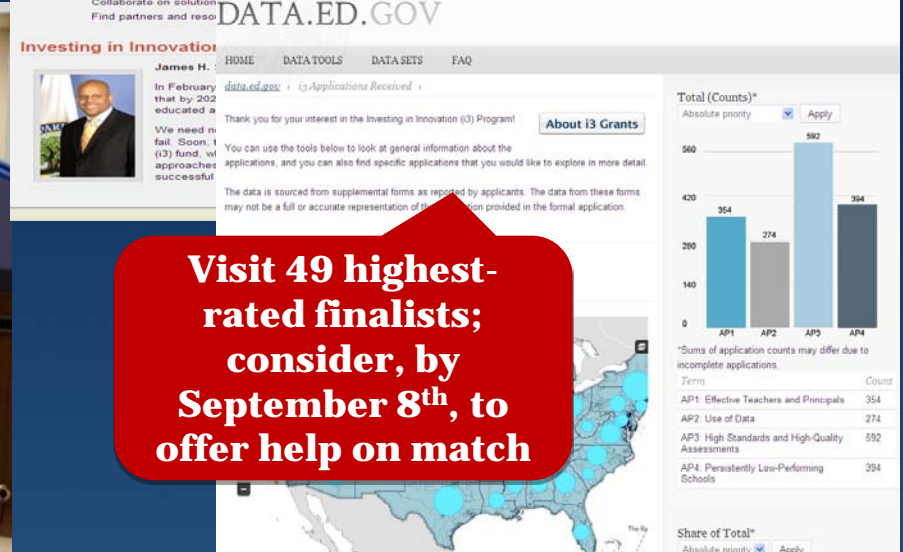 Collaborate on solution
Find partners and reso
Investing in Innovation
James H.
In February
that by 202
educated a
We need n
fail. Soon,
(i3) fund, w
approaches
successful
DATA.ED.GOV
HOME DATA TOOLS DATA SETS FAQ
data.ed.gov › i3 Applications Received ›
Thank you for your interest in the Investing in Innovation (i3) Program!
About i3 Grants
You can use the tools below to look at general information about the
applications, and you can also find specific applications that you would like to explore in more detail.
The data is sourced from supplemental forms as reported by applicants. The data from these forms
may not be a full or accurate representation of the tion provided in the formal application.
Visit 49 highest-
rated finalists;
consider, by
September 8th, to
offer help on match
Total (Counts)*
Absolute priority Apply
560
420
280
140
0
354
274
592
394
AP1 AP2 AP3 AP4
*Sums of application counts may differ due to
incomplete applications.
Term Count
AP1: Effective Teachers and Principals 354
AP2: Use of Data 274
AP3: High Standards and High-Quality 592
Assessments
AP4: Persistently Low-Performing 394
Schools
Share of Total*
Absolute priority Apply